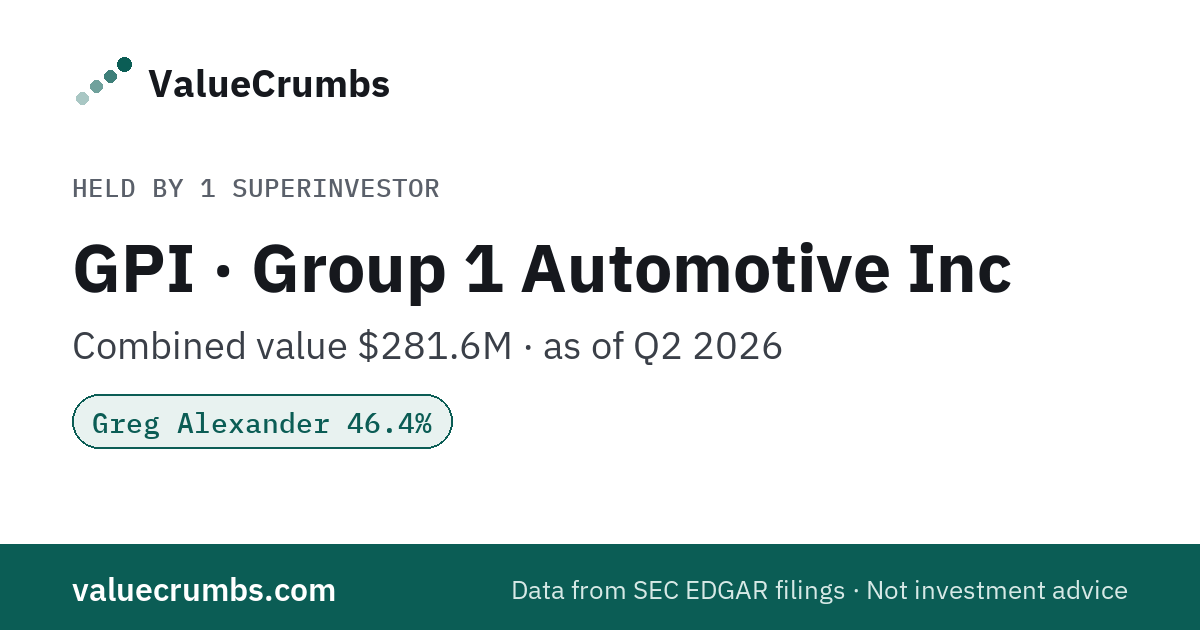 ValueCrumbs
HELD BY 1 SUPERINVESTOR
GPI · Group 1 Automotive Inc
Combined value $281.6M · as of Q2 2026
Greg Alexander 46.4%
valuecrumbs.com
Data from SEC EDGAR filings · Not investment advice